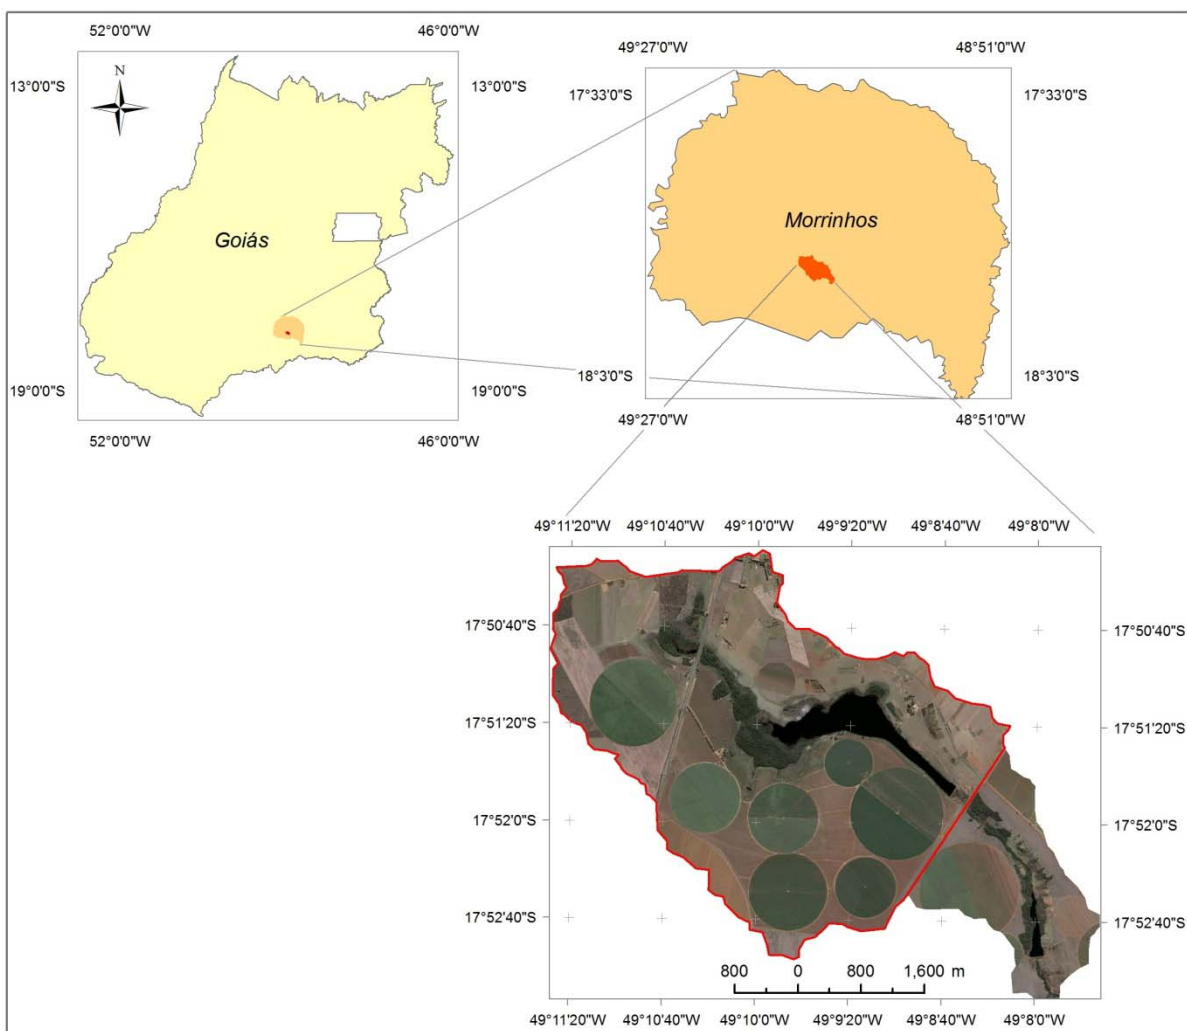 52°0'0"W 46°0'0"W
49°27'0"W 48°51'0"W
N
13°0'0"S 13°0'0"S
17°33'0"S 17°33'0"S
Goiás
Morrinhos
19°0'0"S 19°0'0"S
18°3'0"S 18°3'0"S
52°0'0"W 46°0'0"W
49°27'0"W 48°51'0"W
49°11'20"W 49°10'40"W 49°10'0"W 49°9'20"W 49°8'40"W 49°8'0"W
17°50'40"S 17°50'40"S
17°51'20"S 17°51'20"S
17°52'0"S 17°52'0"S
17°52'40"S 17°52'40"S
800 0 800 1,600 m
49°11'20"W 49°10'40"W 49°10'0"W 49°9'20"W 49°8'40"W 49°8'0"W